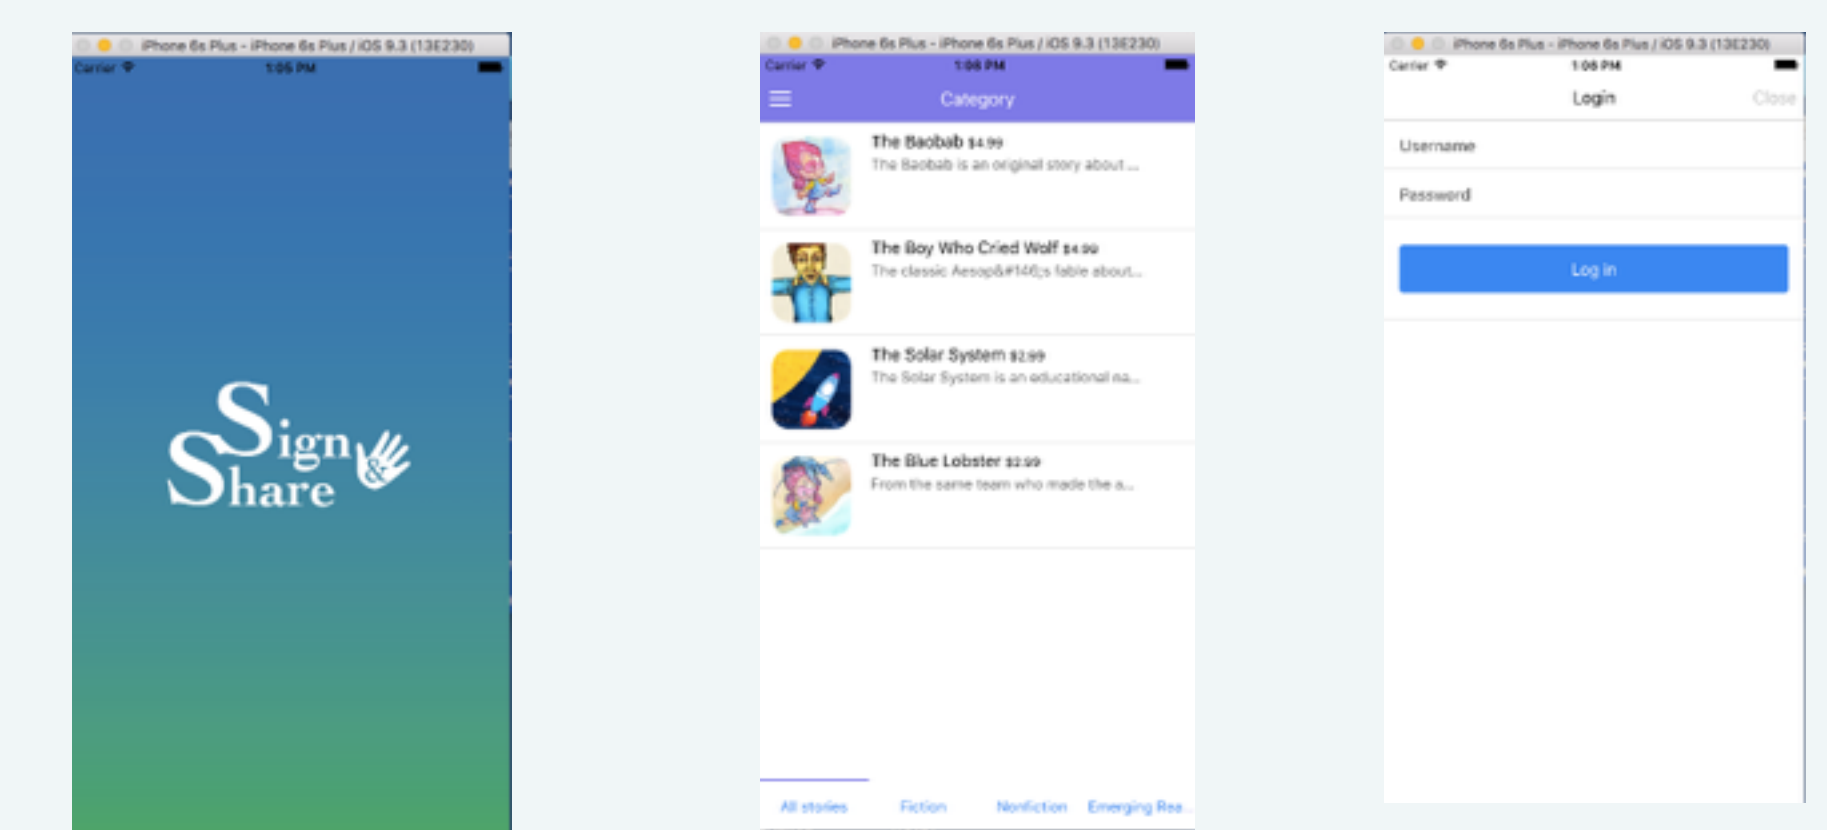 iPhone 6s Plus - iPhone 6s Plus / iOS 9.3 (13E230)
Carrier 1:05 PM
Sign
&
Share
iPhone 6s Plus - iPhone 6s Plus / iOS 9.3 (13E230)
Carrier 1:06 PM
Category
The Baobab $4.99
The Baobab is an original story about ...
The Boy Who Cried Wolf $4.99
The classic Aesop&#146;s fable about...
The Solar System $2.99
The Solar System is an educational na...
The Blue Lobster $2.99
From the same team who made the a...
All stories Fiction Nonfiction Emerging Rea...
iPhone 6s Plus - iPhone 6s Plus / iOS 9.3 (13E230)
Carrier 1:06 PM
Login Close
Username
Password
Log in